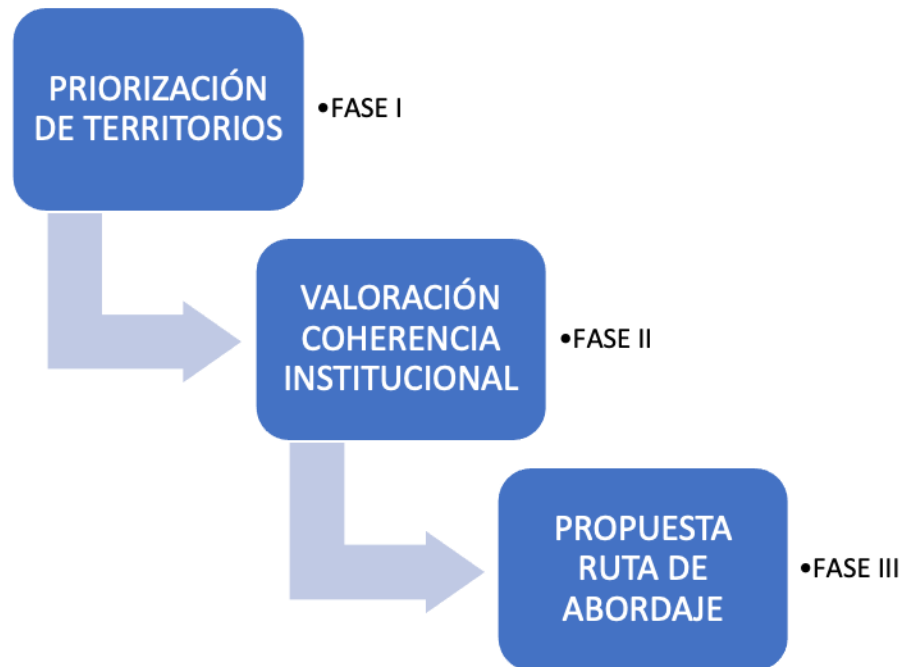 PRIORIZACIÓN
DE TERRITORIOS
•FASE I
VALORACIÓN
COHERENCIA
INSTITUCIONAL
•FASE II
PROPUESTA
RUTA DE
ABORDAJE
•FASE III